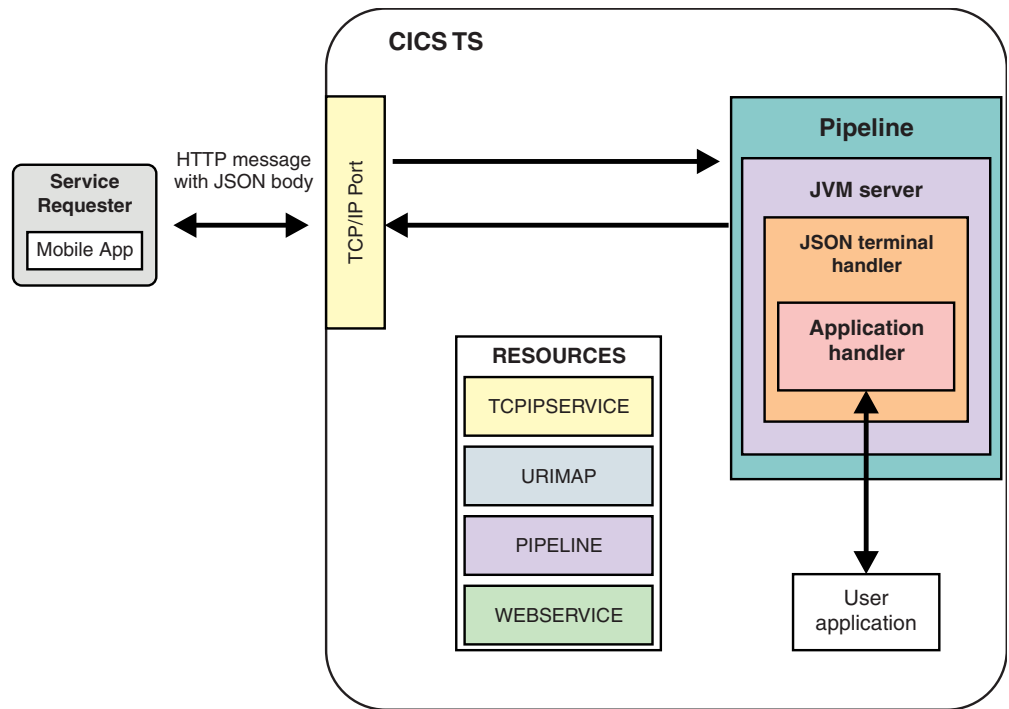 CICS TS
Service
Requester
Mobile App
HTTP message
with JSON body
TCP/IP Port
Pipeline
JVM server
JSON terminal
handler
Application
handler
RESOURCES
TCPIPSERVICE
URIMAP
PIPELINE
WEBSERVICE
User
application